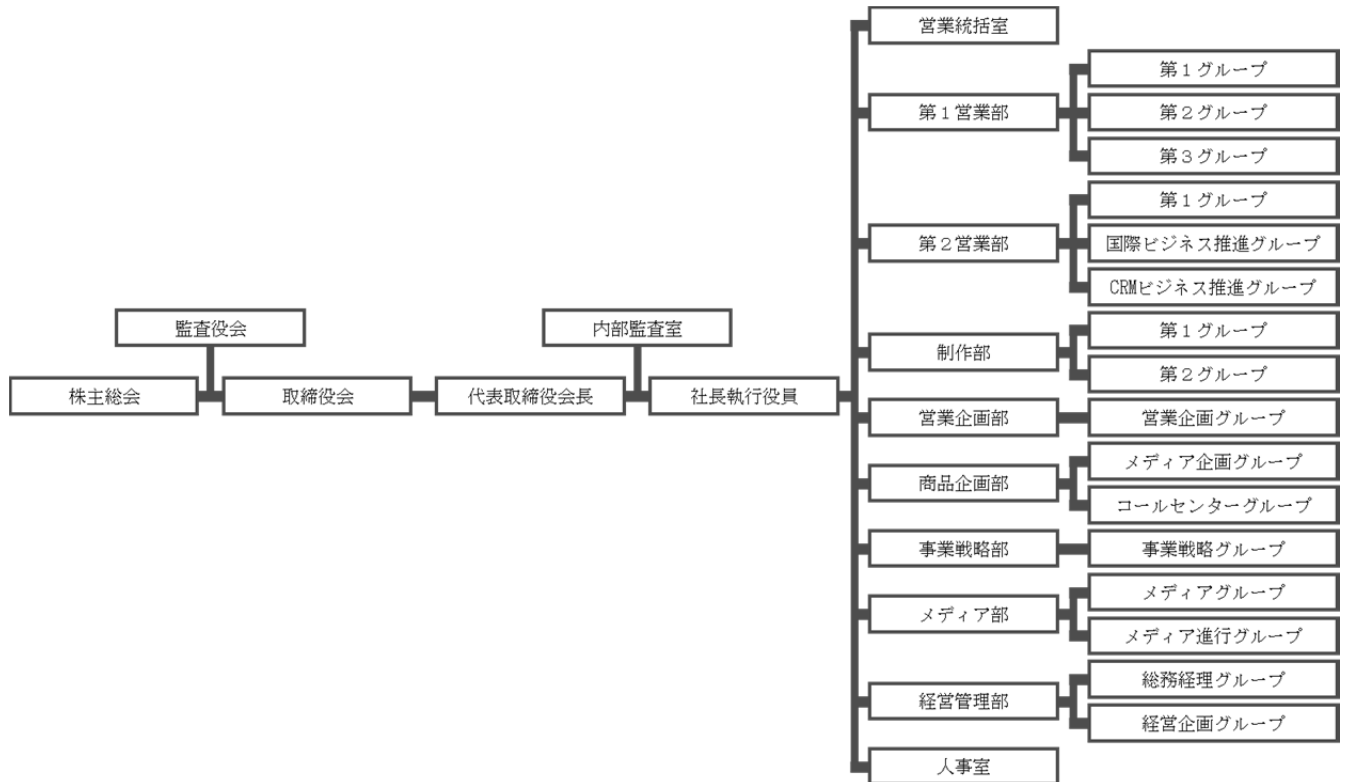 営業統括室
第１グループ
第１営業部
第２グループ
第３グループ
第１グループ
第２営業部
国際ビジネス推進グループ
CRMビジネス推進グループ
監査役会
内部監査室
第１グループ
制作部
第２グループ
株主総会
取締役会
代表取締役会長
社長執行役員
営業企画部
営業企画グループ
メディア企画グループ
商品企画部
コールセンターグループ
事業戦略部
事業戦略グループ
メディアグループ
メディア部
メディア進行グループ
総務経理グループ
経営管理部
経営企画グループ
人事室